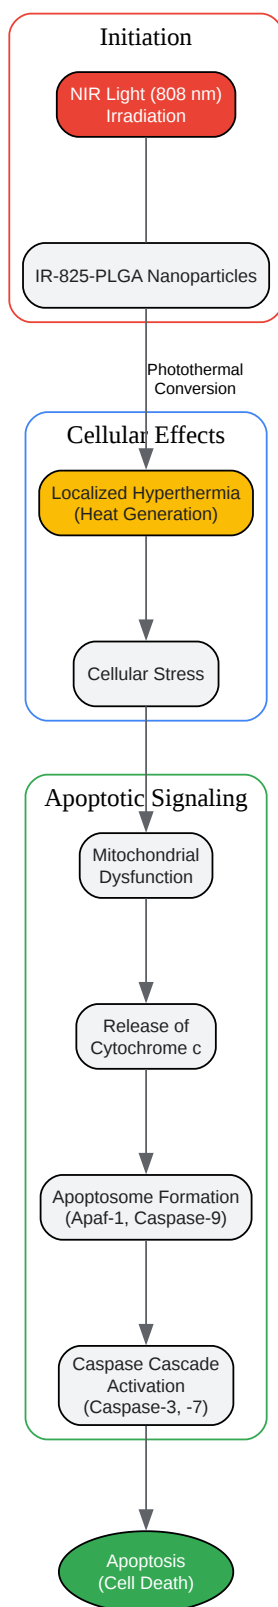 Initiation
NIR Light (808 nm)
Irradiation
IR-825-PLGA Nanoparticles
Photothermal
Conversion
Cellular Effects
Localized Hyperthermia
(Heat Generation)
Cellular Stress
Apoptotic Signaling
Mitochondrial
Dysfunction
Release of
Cytochrome c
Apoptosome Formation
(Apaf-1, Caspase-9)
Caspase Cascade
Activation
(Caspase-3, -7)
Apoptosis
(Cell Death)